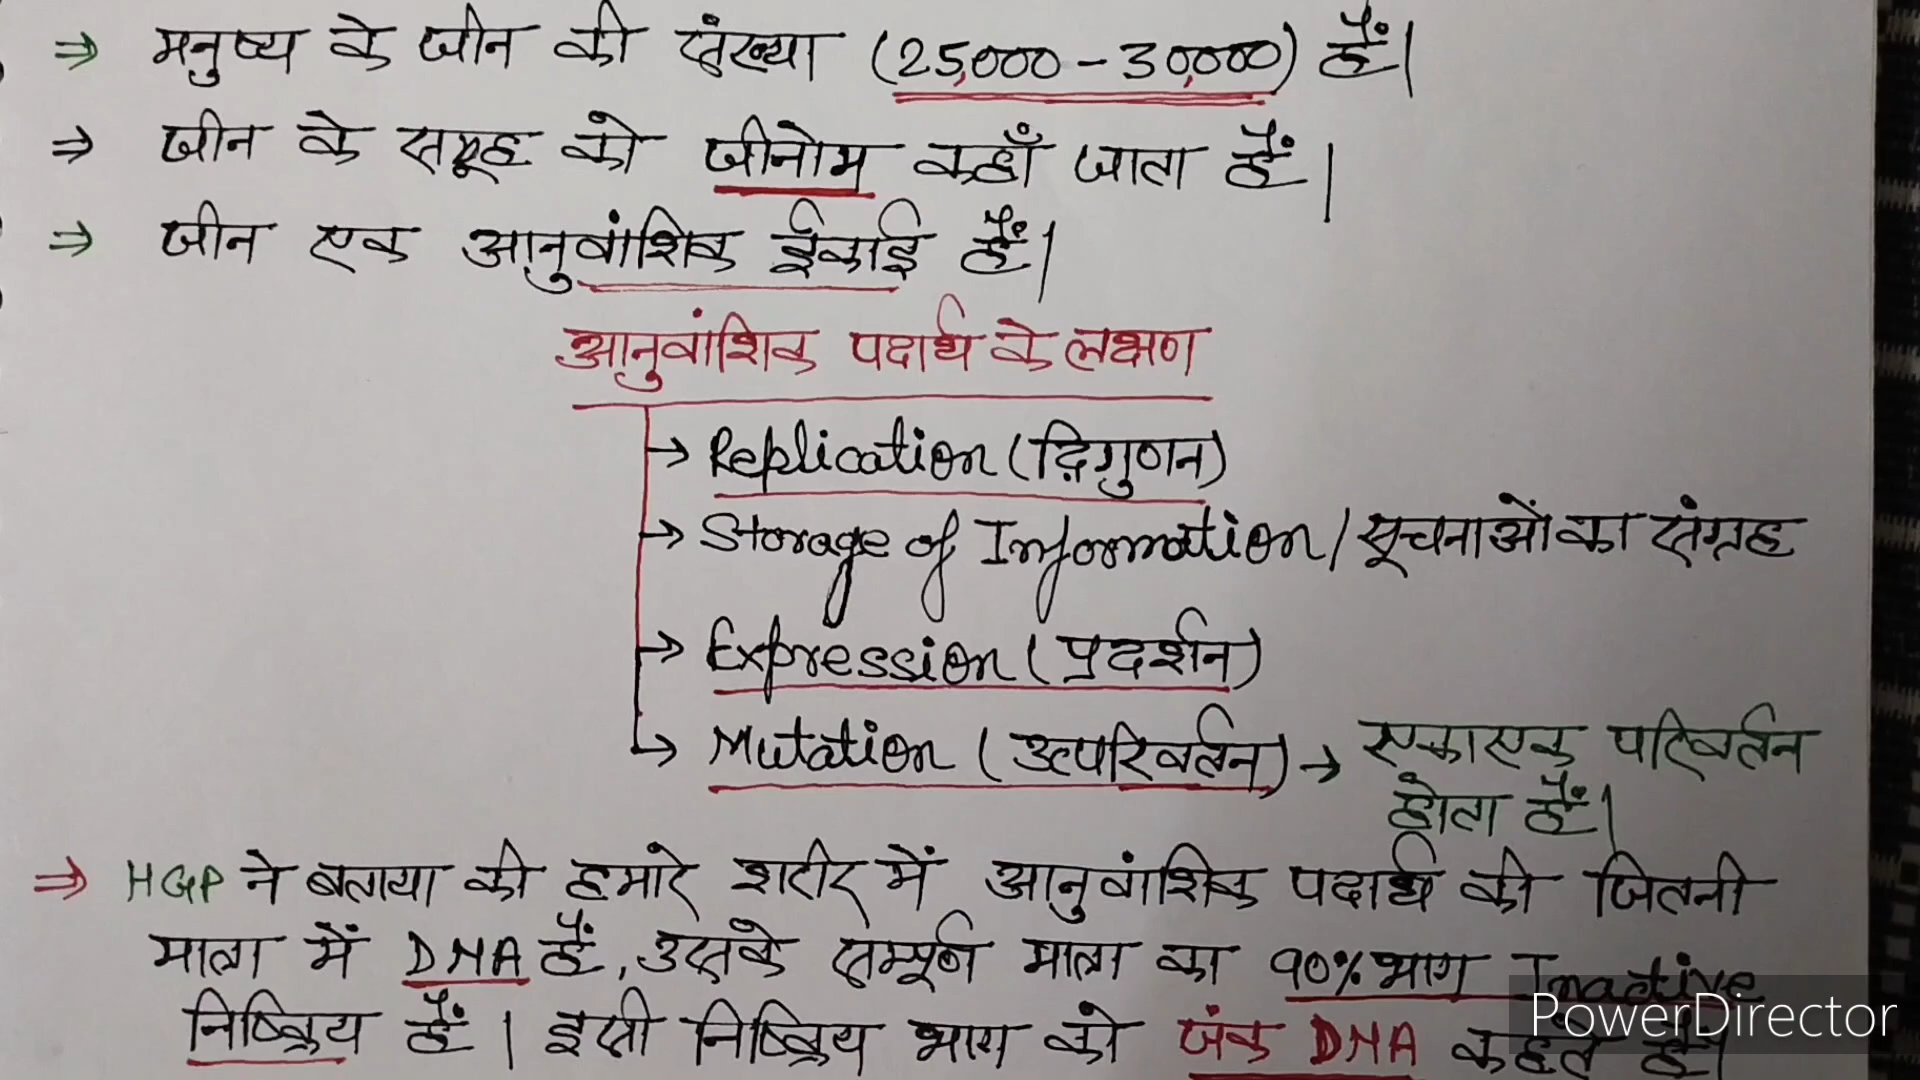 ⇒ मनुष्य के जीन की संख्या (25,000 - 30,000) हैं।
⇒ जीन के समूह को जीनोम कहाँ जाता हैं।
⇒ जीन एक आनुवांशिक ईकाई हैं।
आनुवांशिक पदार्थ के लक्षण
→ Replication (द्विगुणन)
→ Storage of Information / सूचनाओं का संग्रह
→ Expression (प्रदर्शन)
→ Mutation (उत्परिवर्तन) → एकाएक परिवर्तन
होता हैं।
⇒ HGP ने बताया की हमारे शरीर में आनुवांशिक पदार्थ की जितनी
मात्रा में DNA हैं, उसके सम्पूर्ण मात्रा का 90% भाग Inactive
निष्क्रिय हैं। इसी निष्क्रिय भाग को जंक DNA कहते हैं।
PowerDirector